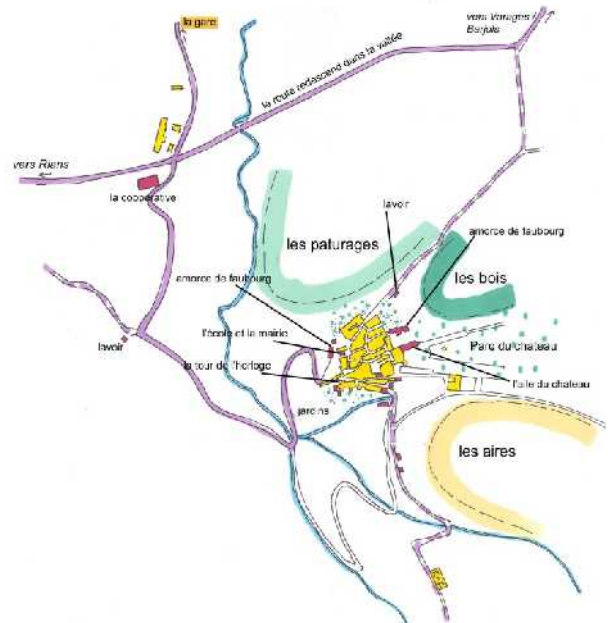 la gare
vers Varages /
Barjols
la route redescend dans la vallée
vers Rians
la coopérative
lavoir
amorce de faubourg
les paturages
les bois
amorce de faubourg
l'école et la mairie
Parc du chateau
lavoir
la tour de l'horloge
l'aile du chateau
jardins
les aires